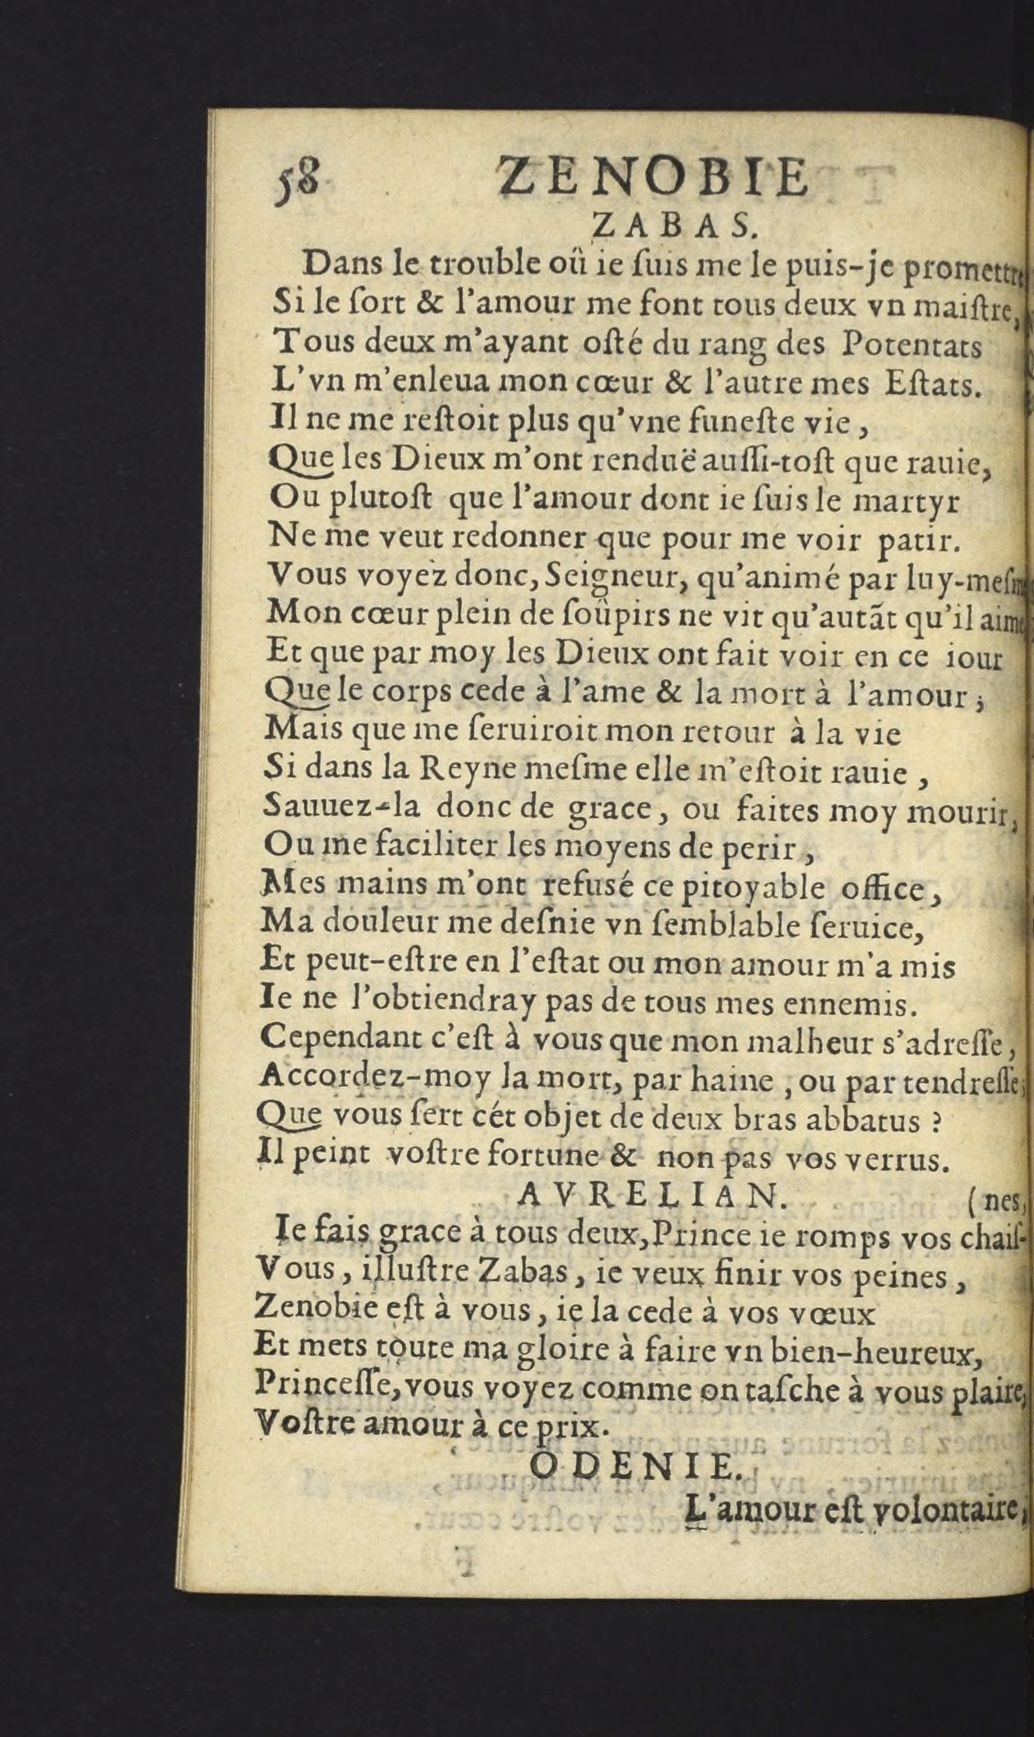 58 ZENOBIE
ZABAS.
Dans le trouble oû ie ſuis me le puis-je promettre
Si le ſort & l'amour me font tous deux vn maiſtre,
Tous deux m'ayant oſté du rang des Potentats
L'vn m'enleua mon cœur & l'autre mes Eſtats.
Il ne me reſtoit plus qu'vne funeſte vie,
Que les Dieux m'ont renduë auſſi-toſt que rauie,
Ou plutoſt que l'amour dont ie ſuis le martyr
Ne me veut redonner que pour me voir patir.
Vous voyez donc, Seigneur, qu'animé par luy-meſm
Mon cœur plein de ſoûpirs ne vit qu'autãt qu'il aime
Et que par moy les Dieux ont fait voir en ce iour
Que le corps cede à l'ame & la mort à l'amour;
Mais que me ſeruiroit mon retour à la vie
Si dans la Reyne meſme elle m'eſtoit rauie,
Sauuez-la donc de grace, ou faites moy mourir,
Ou me faciliter les moyens de perir,
Mes mains m'ont refusé ce pitoyable office,
Ma douleur me deſnie vn ſemblable ſeruice,
Et peut-eſtre en l'eſtat ou mon amour m'a mis
Ie ne l'obtiendray pas de tous mes ennemis.
Cependant c'eſt à vous que mon malheur s'adreſſe,
Accordez-moy la mort, par haine, ou par tendreſſe,
Que vous ſert cét objet de deux bras abbatus ?
Il peint voſtre fortune & non pas vos verrus.
AVRELIAN. (nes,
Ie fais grace à tous deux, Prince ie romps vos chaiſ-
Vous, illuſtre Zabas, ie veux finir vos peines,
Zenobie eſt à vous, ie la cede à vos vœux
Et mets toute ma gloire à faire vn bien-heureux,
Princeſſe, vous voyez comme on taſche à vous plaire,
Voſtre amour à ce prix.
ODENIE.
L'amour eſt volontaire,